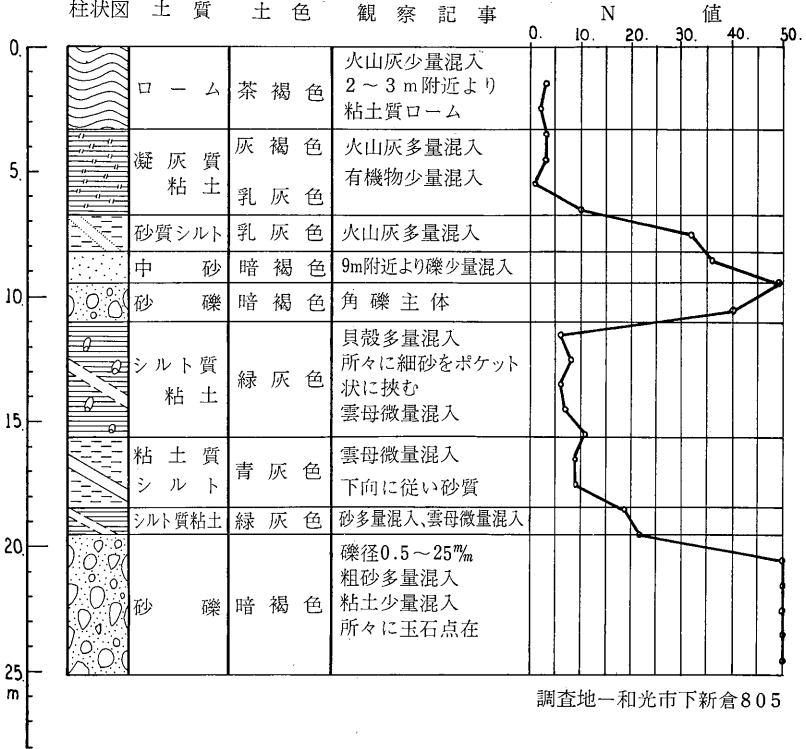 柱状図 土質 土色 観察記事 N値
0. 10. 20. 30. 40. 50.
0.
5.
10
15
20
25
m
ローム 茶褐色 火山灰少量混入
2～3m附近より
粘土質ローム
凝灰質
粘土
灰褐色
乳灰色
火山灰多量混入
有機物少量混入
砂質シルト 乳灰色 火山灰多量混入
中砂 暗褐色 9m附近より礫少量混入
砂礫 暗褐色 角礫主体
シルト質
粘土
緑灰色
貝殻多量混入
所々に細砂をポケット
状に挟む
雲母微量混入
粘土質
シルト
青灰色
雲母微量混入
下向に従い砂質
シルト質粘土 緑灰色 砂多量混入、雲母微量混入
砂礫 暗褐色
礫径0.5～25m/m
粗砂多量混入
粘土少量混入
所々に玉石点在
調査地ー和光市下新倉805